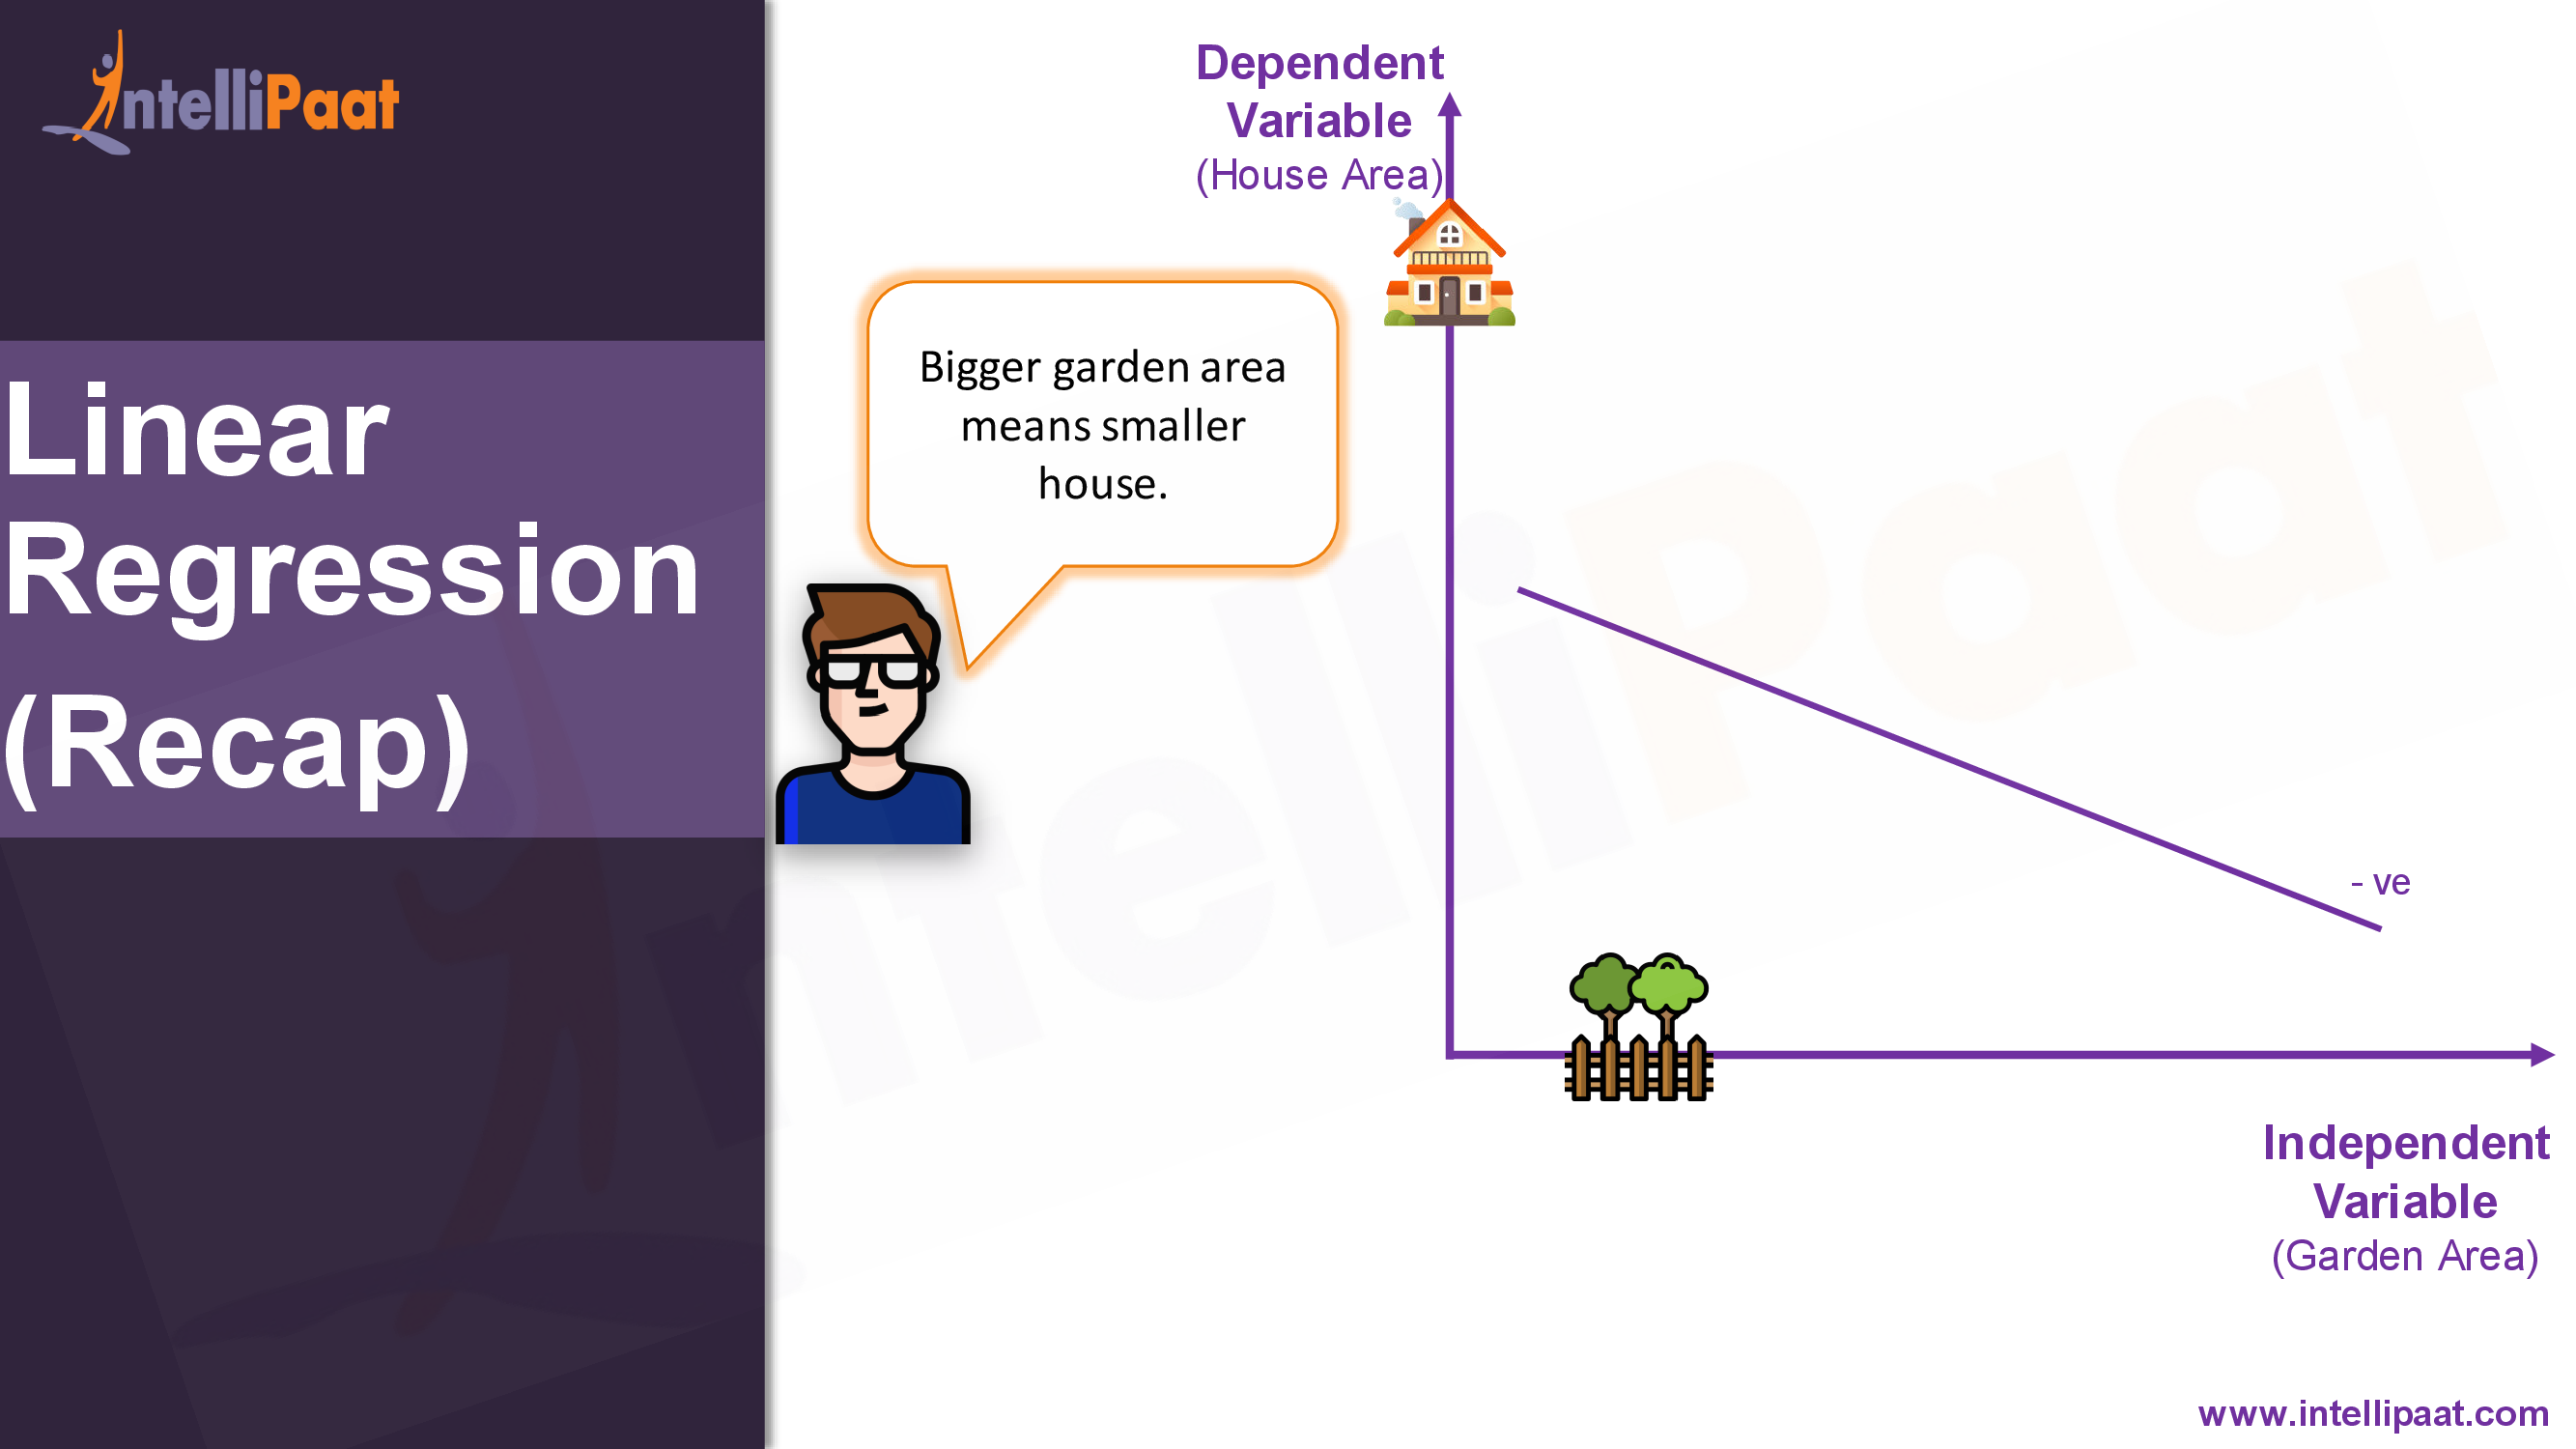 IntelliPaat
Linear
Regression
(Recap)
Dependent
Variable
(House Area)
Bigger garden area
means smaller
house.
- ve
Independent
Variable
(Garden Area)
www.intellipaat.com
IntelliPaat